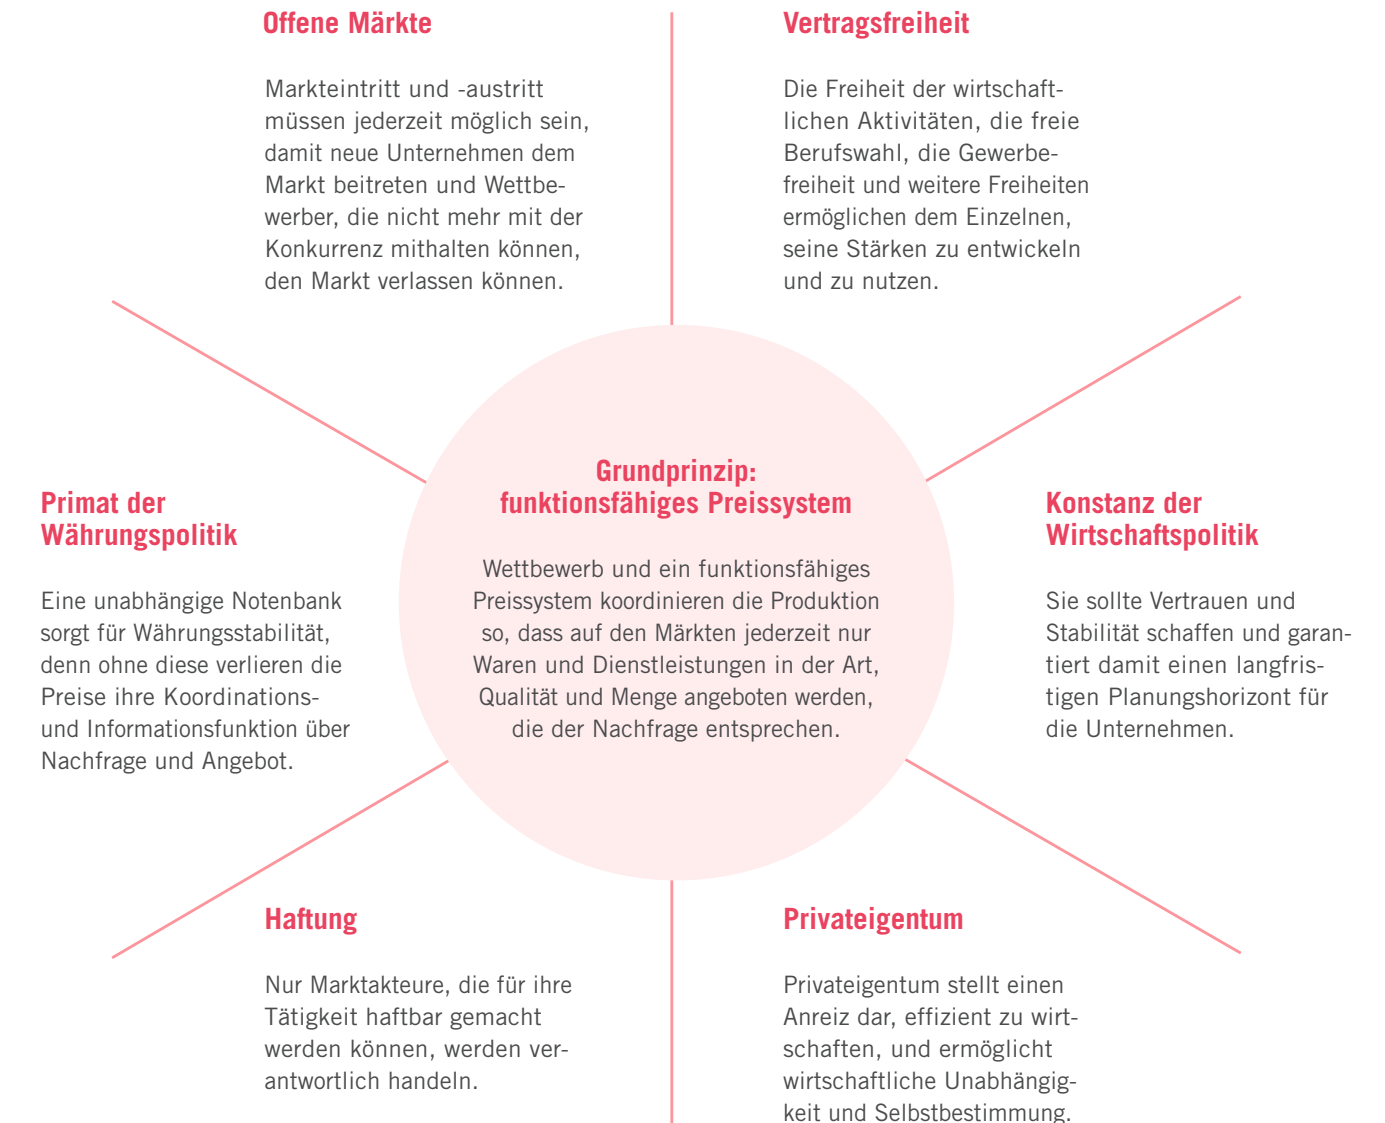 Offene Märkte
Markteintritt und -austritt
müssen jederzeit möglich sein,
damit neue Unternehmen dem
Markt beitreten und Wettbe-
werber, die nicht mehr mit der
Konkurrenz mithalten können,
den Markt verlassen können.
Vertragsfreiheit
Die Freiheit der wirtschaft-
lichen Aktivitäten, die freie
Berufswahl, die Gewerbe-
freiheit und weitere Freiheiten
ermöglichen dem Einzelnen,
seine Stärken zu entwickeln
und zu nutzen.
Primat der
Währungspolitik
Eine unabhängige Notenbank
sorgt für Währungsstabilität,
denn ohne diese verlieren die
Preise ihre Koordinations-
und Informationsfunktion über
Nachfrage und Angebot.
Grundprinzip:
funktionsfähiges Preissystem
Wettbewerb und ein funktionsfähiges
Preissystem koordinieren die Produktion
so, dass auf den Märkten jederzeit nur
Waren und Dienstleistungen in der Art,
Qualität und Menge angeboten werden,
die der Nachfrage entsprechen.
Konstanz der
Wirtschaftspolitik
Sie sollte Vertrauen und
Stabilität schaffen und garan-
tiert damit einen langfris-
tigen Planungshorizont für
die Unternehmen.
Haftung
Nur Marktakteure, die für ihre
Tätigkeit haftbar gemacht
werden können, werden ver-
antwortlich handeln.
Privateigentum
Privateigentum stellt einen
Anreiz dar, effizient zu wirt-
schaften, und ermöglicht
wirtschaftliche Unabhängig-
keit und Selbstbestimmung.